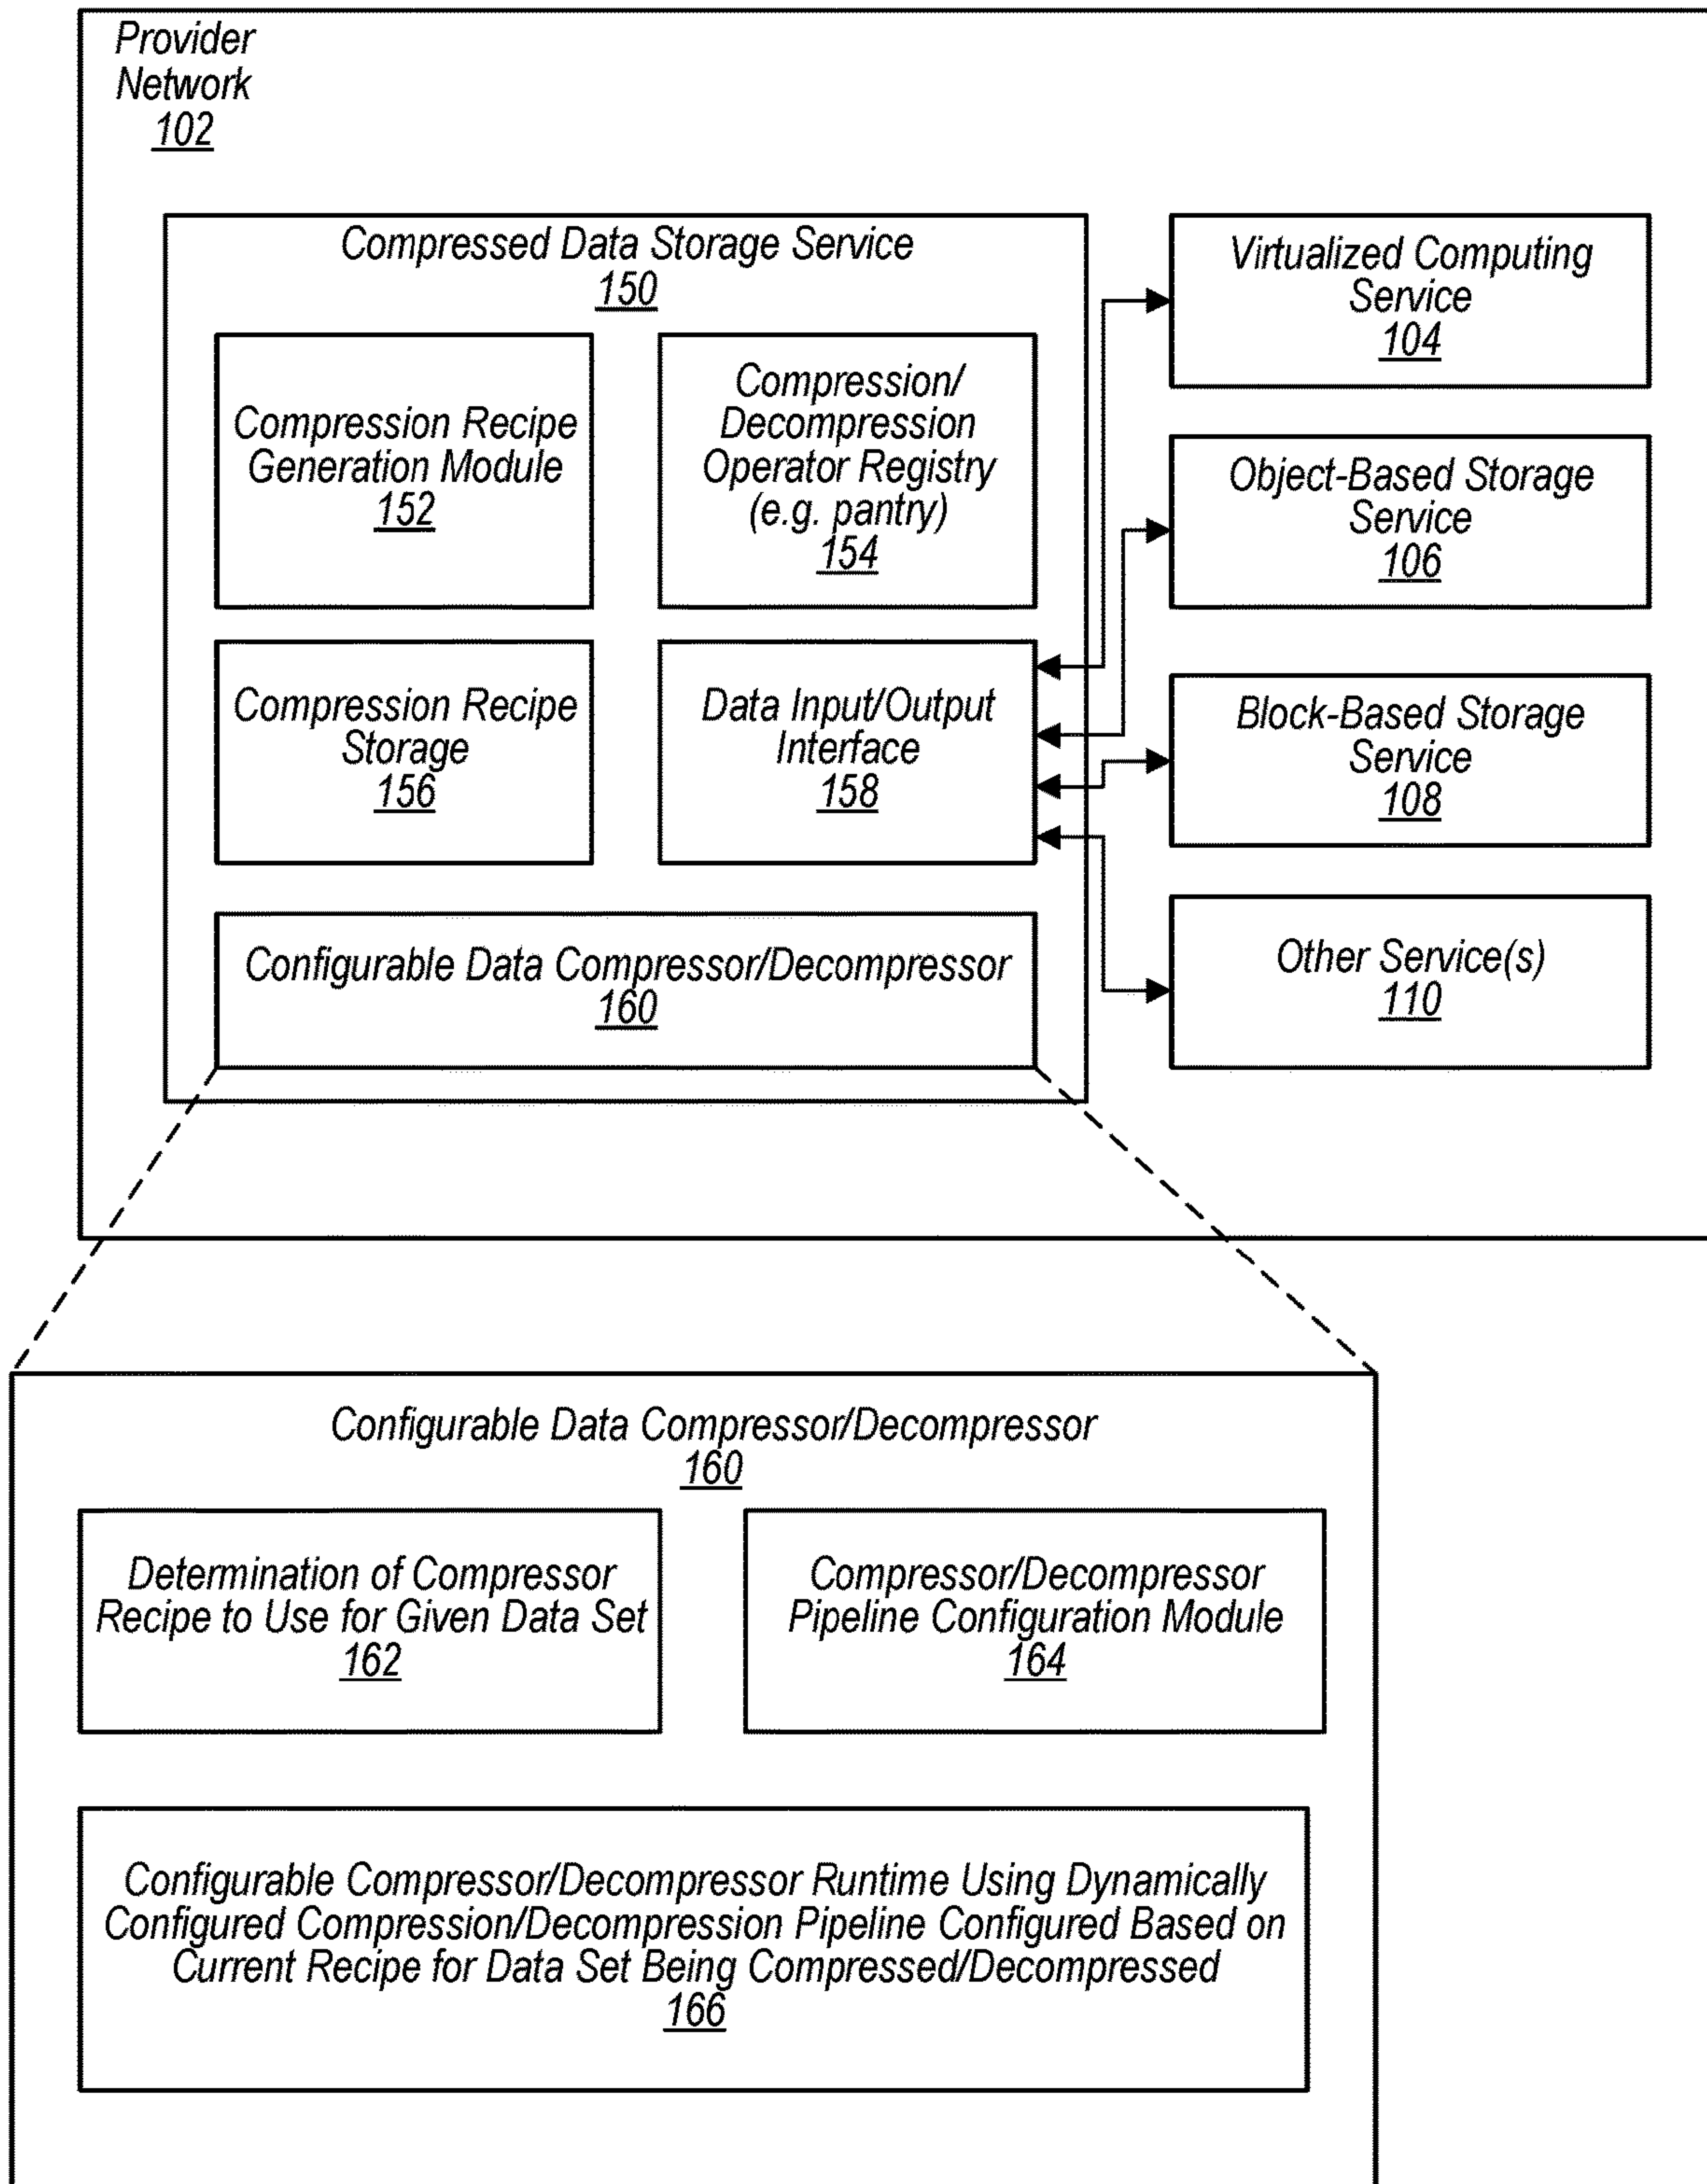 Provider
Network
102
Compressed Data Storage Service
150
Compression Recipe
Generation Module
152
Compression/
Decompression
Operator Registry
(e.g. pantry)
154
Compression Recipe
Storage
156
Data Input/Output
Interface
158
Configurable Data Compressor/Decompressor
160
Virtualized Computing
Service
104
Object-Based Storage
Service
106
Block-Based Storage
Service
108
Other Service(s)
110
Configurable Data Compressor/Decompressor
160
Determination of Compressor
Recipe to Use for Given Data Set
162
Compressor/Decompressor
Pipeline Configuration Module
164
Configurable Compressor/Decompressor Runtime Using Dynamically
Configured Compression/Decompression Pipeline Configured Based on
Current Recipe for Data Set Being Compressed/Decompressed
166